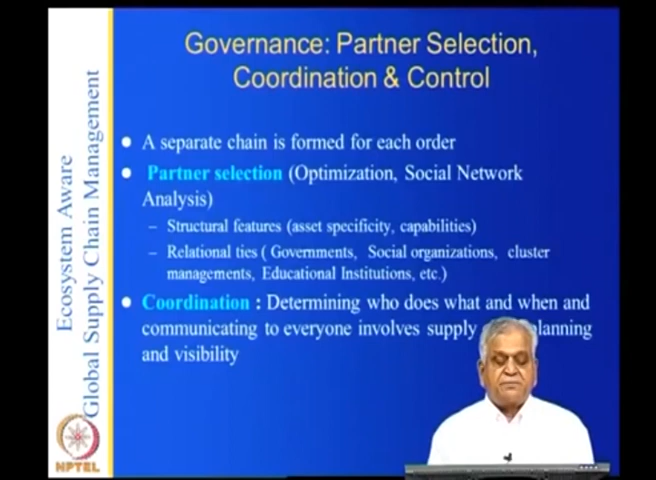 Governance: Partner Selection,
Coordination & Control
A separate chain is formed for each order
Partner selection (Optimization, Social Network
Analysis)
– Structural features (asset specificity, capabilities)
– Relational ties ( Governments, Social organizations, cluster
managements, Educational Institutions, etc.)
Coordination : Determining who does what and when and
communicating to everyone involves supply planning
and visibility
Ecosystem Aware
Global Supply Chain Management
NPTEL